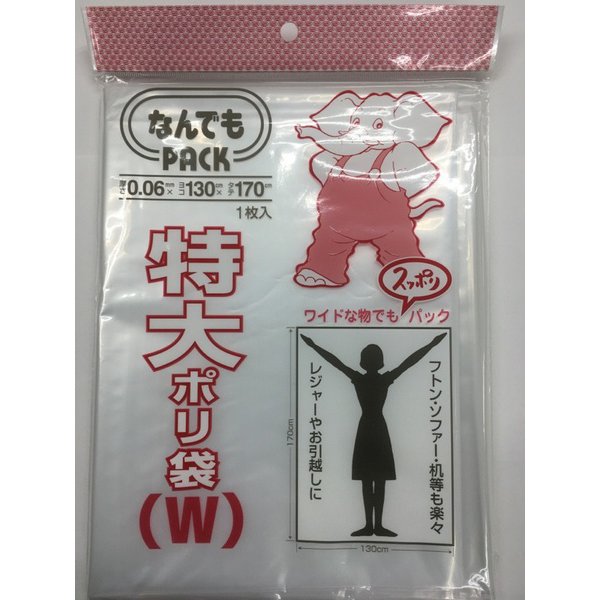 なんでも
PACK
厚さ0.06mm×ヨコ130cm×タテ170cm
1枚入
特大ポリ袋(W)
スッポリ
ワイドな物でも パック
フトン・ソファー・机等も楽々
レジャーやお引越しに
170cm
130cm